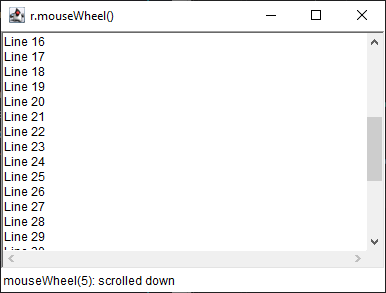 r.mouseWheel()
Line 16
Line 17
Line 18
Line 19
Line 20
Line 21
Line 22
Line 23
Line 24
Line 25
Line 26
Line 27
Line 28
Line 29
mouseWheel(5): scrolled down